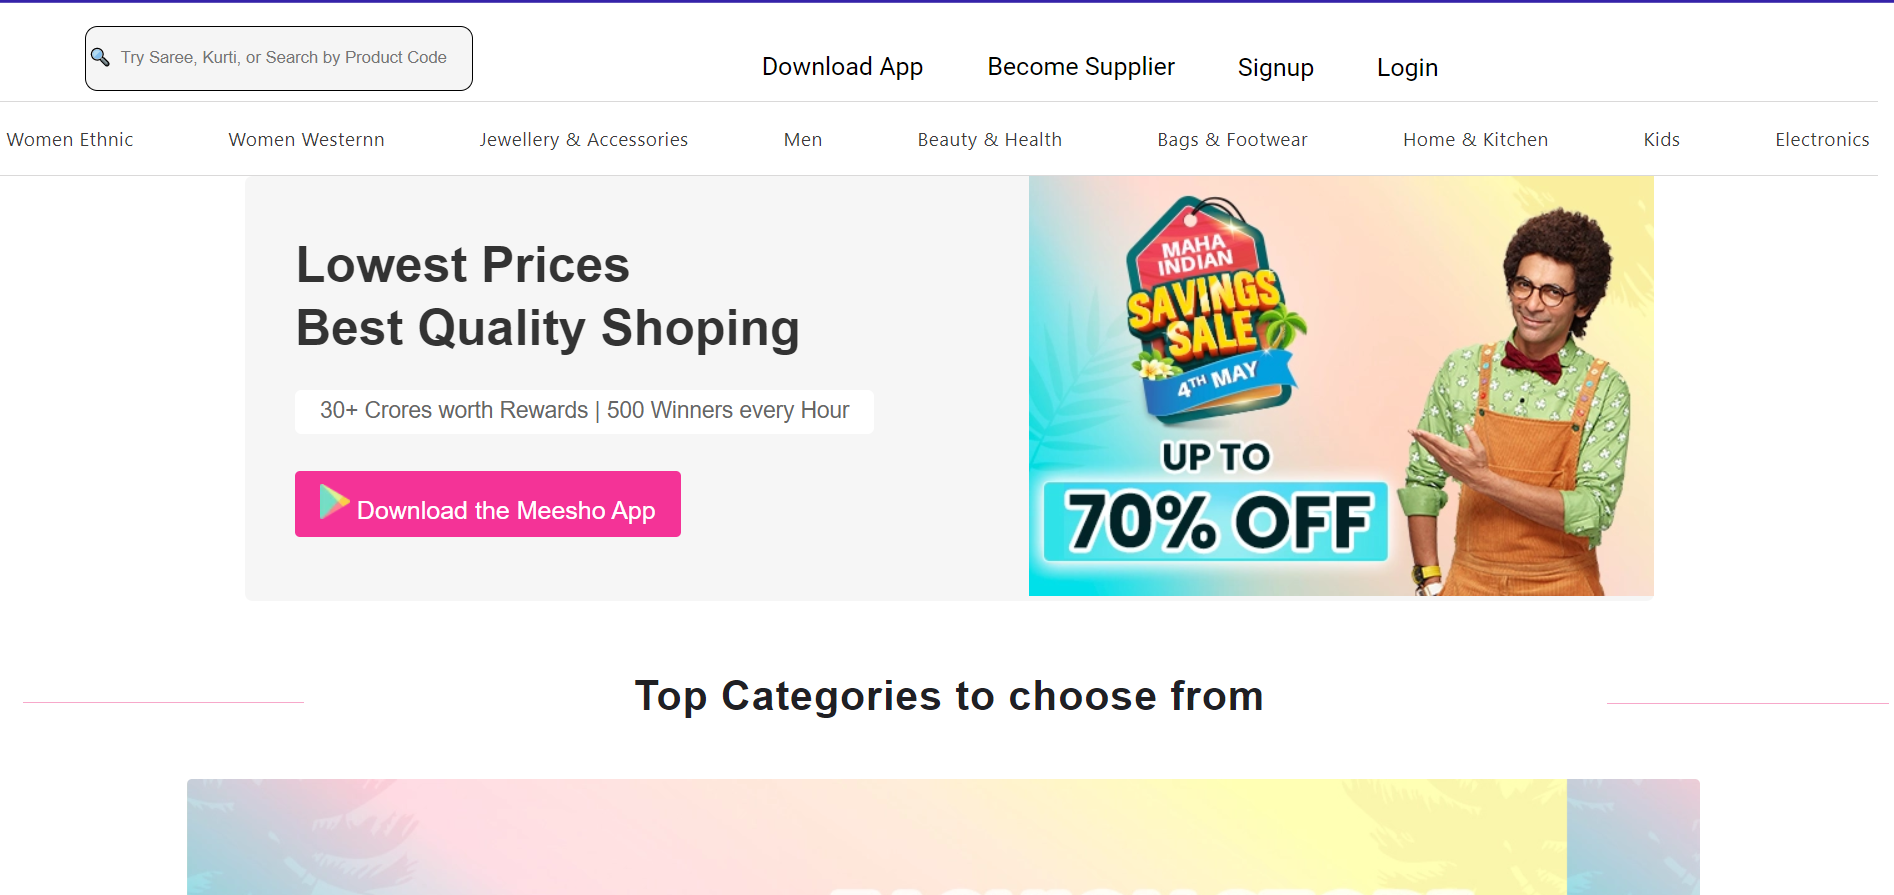 Try Saree, Kurti, or Search by Product Code
Download App
Become Supplier
Signup
Login
Women Ethnic
Women Westernn
Jewellery & Accessories
Men
Beauty & Health
Bags & Footwear
Home & Kitchen
Kids
Electronics
Lowest Prices
Best Quality Shoping
30+ Crores worth Rewards | 500 Winners every Hour
Download the Meesho App
MAHA
INDIAN
SAVINGS
SALE
4TH MAY
UP TO
70% OFF
Top Categories to choose from